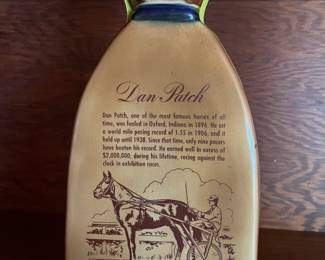 Dan Patch
Dan Patch, one of the most famous horses of all
time, was foaled in Oxford, Indiana in 1896. He set
a world mile pacing record of 1:55 in 1906, and it
held up until 1938. Since that time, only nine pacers
have beaten his record. He earned well in excess of
$2,000,000, during his lifetime, racing against the
clock in exhibition races.